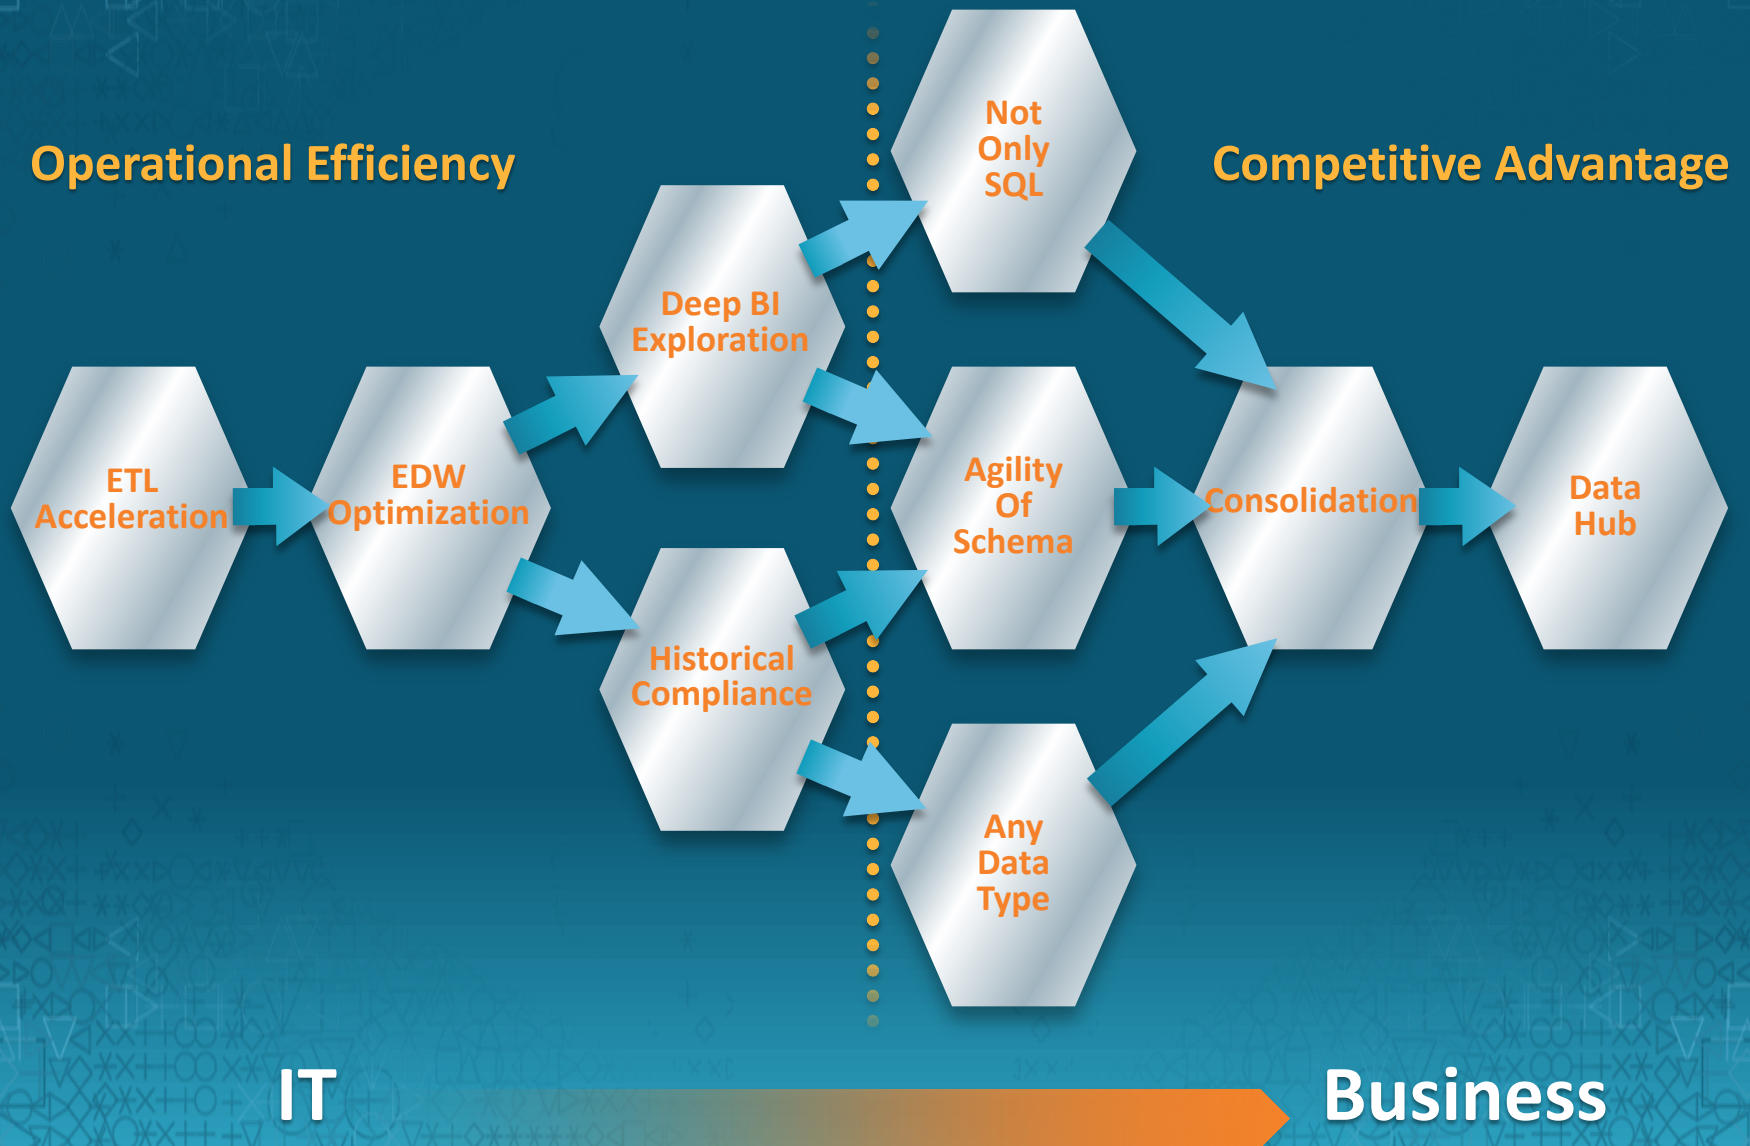 Operational Efficiency
Competitive Advantage
ETL
Acceleration
EDW
Optimization
Deep BI
Exploration
Historical
Compliance
Not
Only
SQL
Agility
Of
Schema
Any
Data
Type
Consolidation
Data
Hub
IT
Business